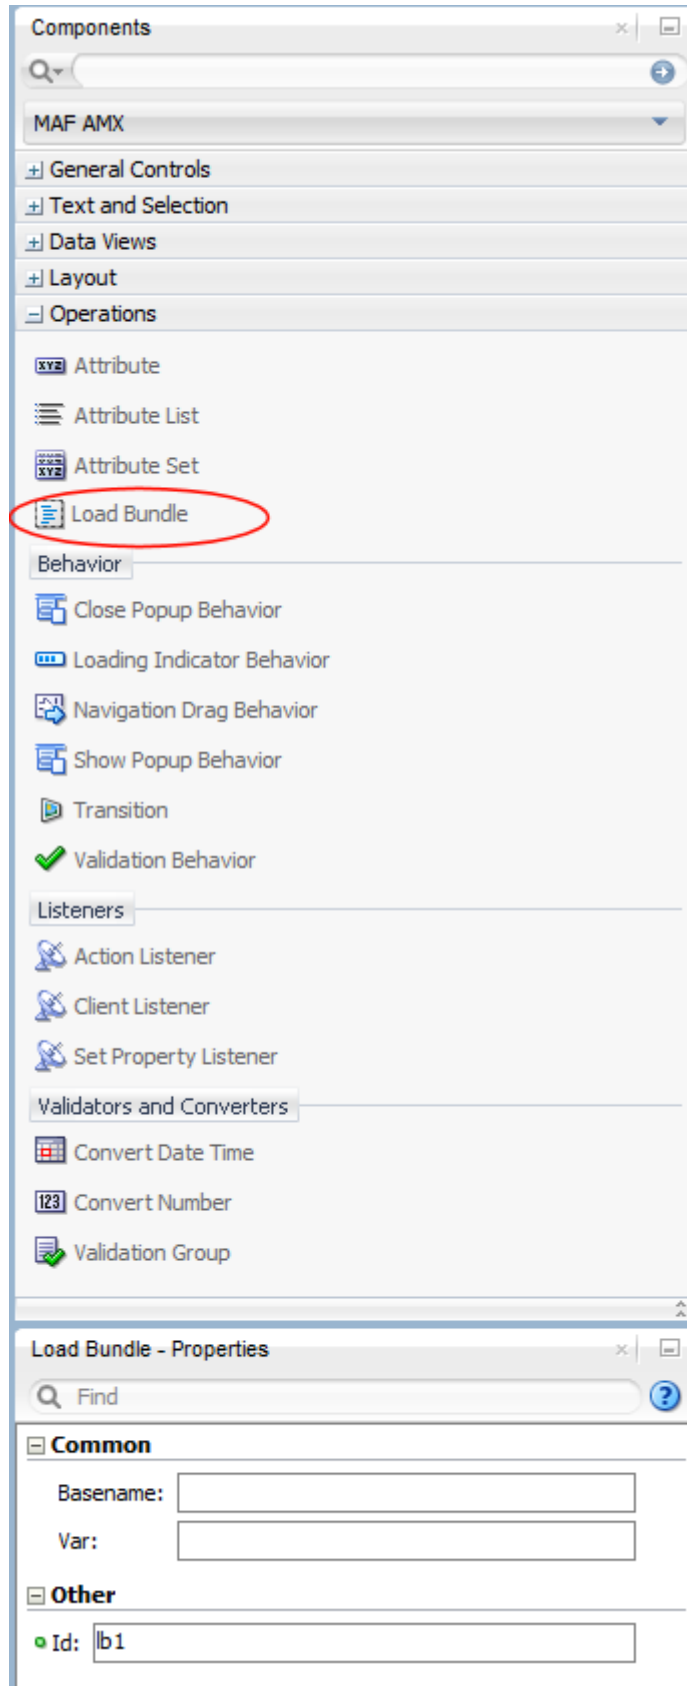 Components
MAF AMX
General Controls
Text and Selection
Data Views
Layout
Operations
XYZ Attribute
Attribute List
XYZ Attribute Set
Load Bundle
Behavior
Close Popup Behavior
Loading Indicator Behavior
Navigation Drag Behavior
Show Popup Behavior
Transition
Validation Behavior
Listeners
Action Listener
Client Listener
Set Property Listener
Validators and Converters
Convert Date Time
123 Convert Number
Validation Group
Load Bundle - Properties
Find
Common
Basename:
Var:
Other
Id: lb1